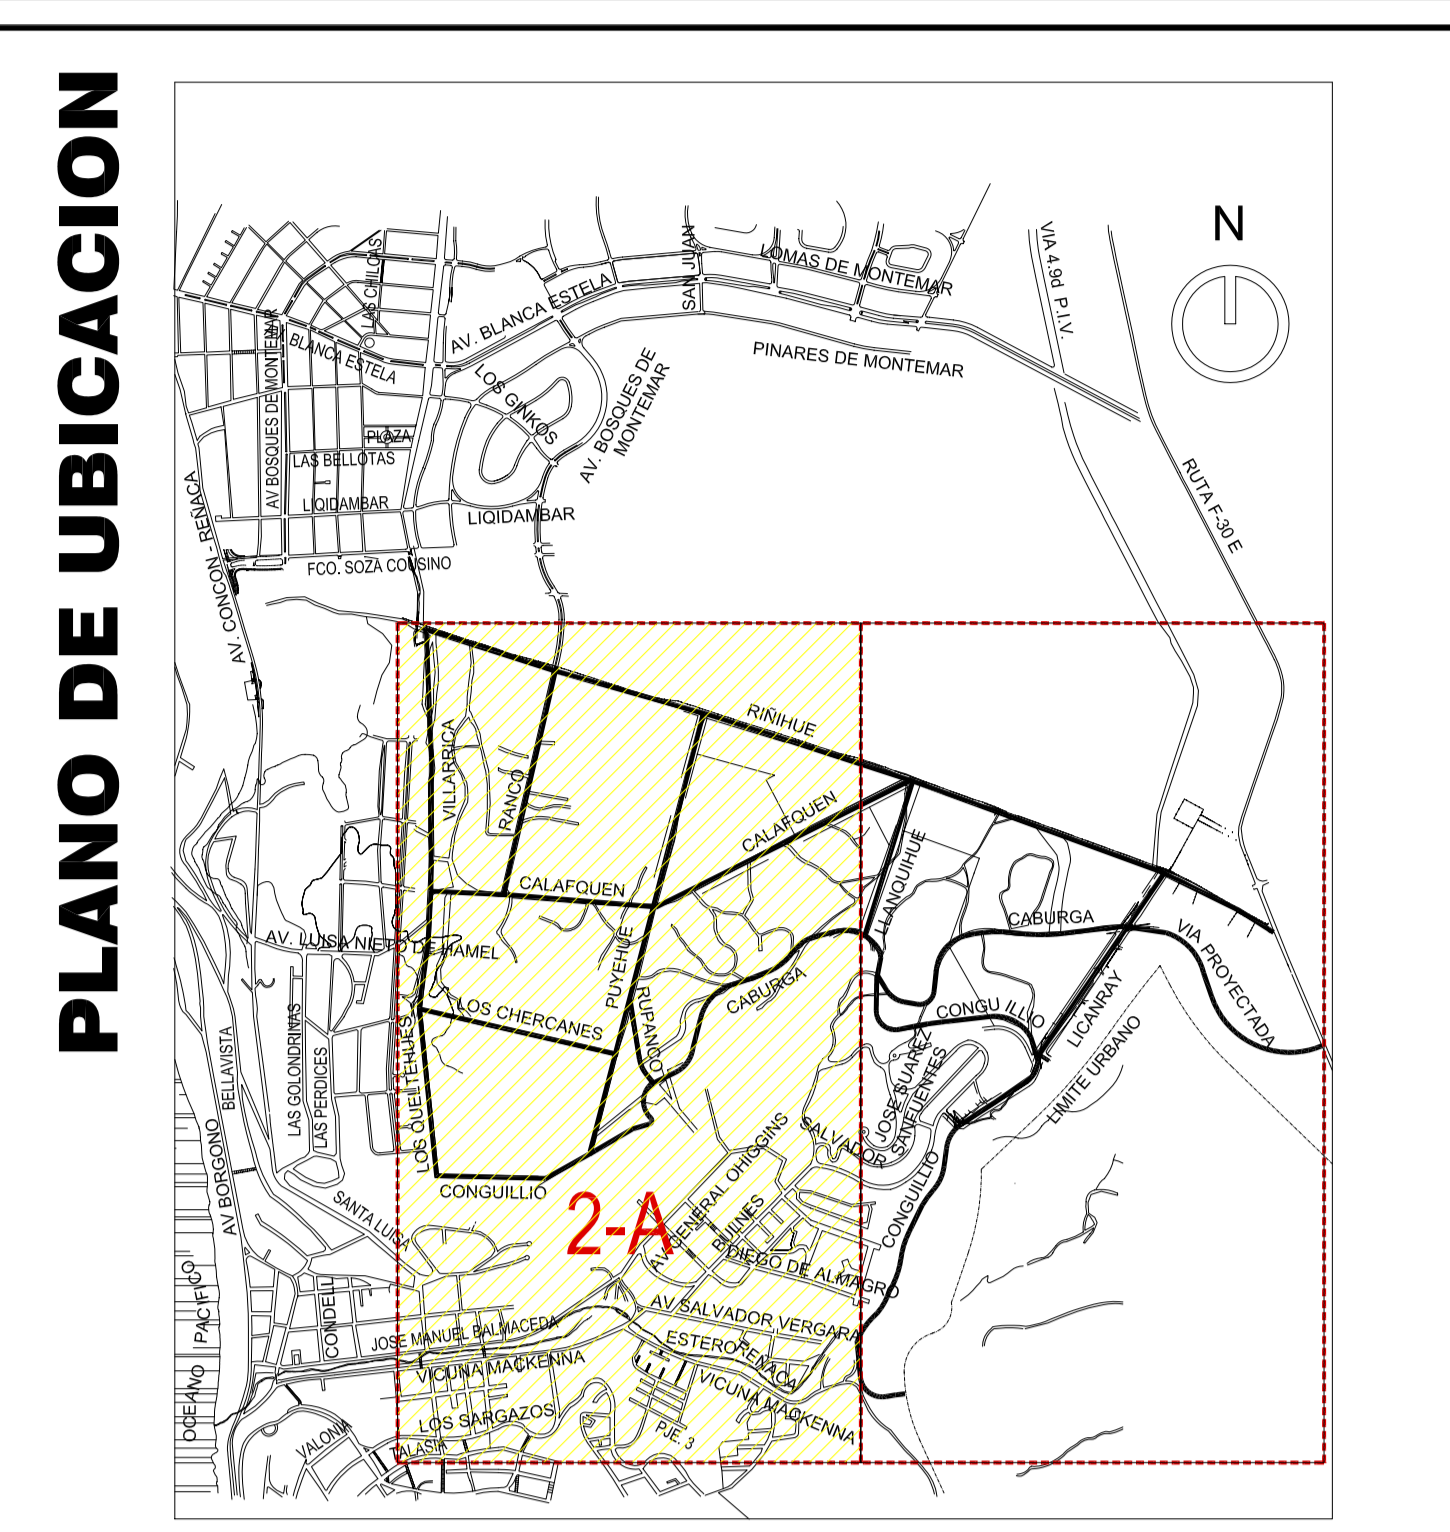 PLANO DE UBICACION
N
LAS CHILCAS
SAN JUAN
LOMAS DE MONTEMAR
VIA 4.9d P.I.V.
AV. BLANCA ESTELA
BLANCA ESTELA
PINARES DE MONTEMAR
AV BOSQUES DE MONTEMAR
LOS GINKOS
AV. BOSQUES DE
MONTEMAR
PLAZA
LAS BELLOTAS
LIQIDAMBAR
LIQIDAMBAR
RUTA F-30 E
AV. CONCON - REÑACA
FCO. SOZA COUSINO
RIÑIHUE
VILLARRICA
RANCO
CALAFQUEN
CALAFQUEN
LLANQUIHUE
CABURGA
VIA PROYECTADA
AV. LUISA NIETO DE HAMEL
PUYEHUE
RUPANCO
CABURGA
LOS CHERCANES
CONGU ILLIO
LICANRAY
LIMITE URBANO
LAS GOLONDRINAS
LAS PERDICES
LOS QUELTEHUES
BELLAVISTA
JOSE SUAREZ
SANFUENTES
SALVADOR
AV BORGONO
CONGUILLIO
2-A
AV GENERAL OHIGGINS
BULNES
CONGUILLIO
SANTA LUISA
DIEGO DE ALMAGRO
OCEANO PACIFICO
CONDELL
JOSE MANUEL BALMACEDA
AV SALVADOR VERGARA
ESTERO REÑACA
VICUNA MACKENNA
VICUNA MACKENNA
LOS SARGAZOS
PJE. 3
VALONIA
TALASIA